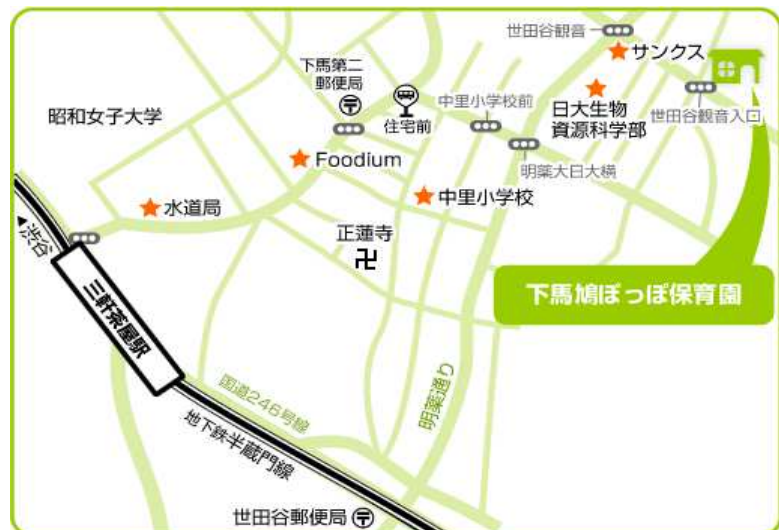 世田谷観音
サンクス
下馬第二
郵便局
〒
住宅前
中里小学校前
日大生物
資源科学部
世田谷観音入口
昭和女子大学
Foodium
明薬大日大横
水道局
中里小学校
正蓮寺
卍
▲渋谷
三軒茶屋駅
下馬鳩ぽっぽ保育園
明薬通り
国道246号線
地下鉄半蔵門線
世田谷郵便局〒